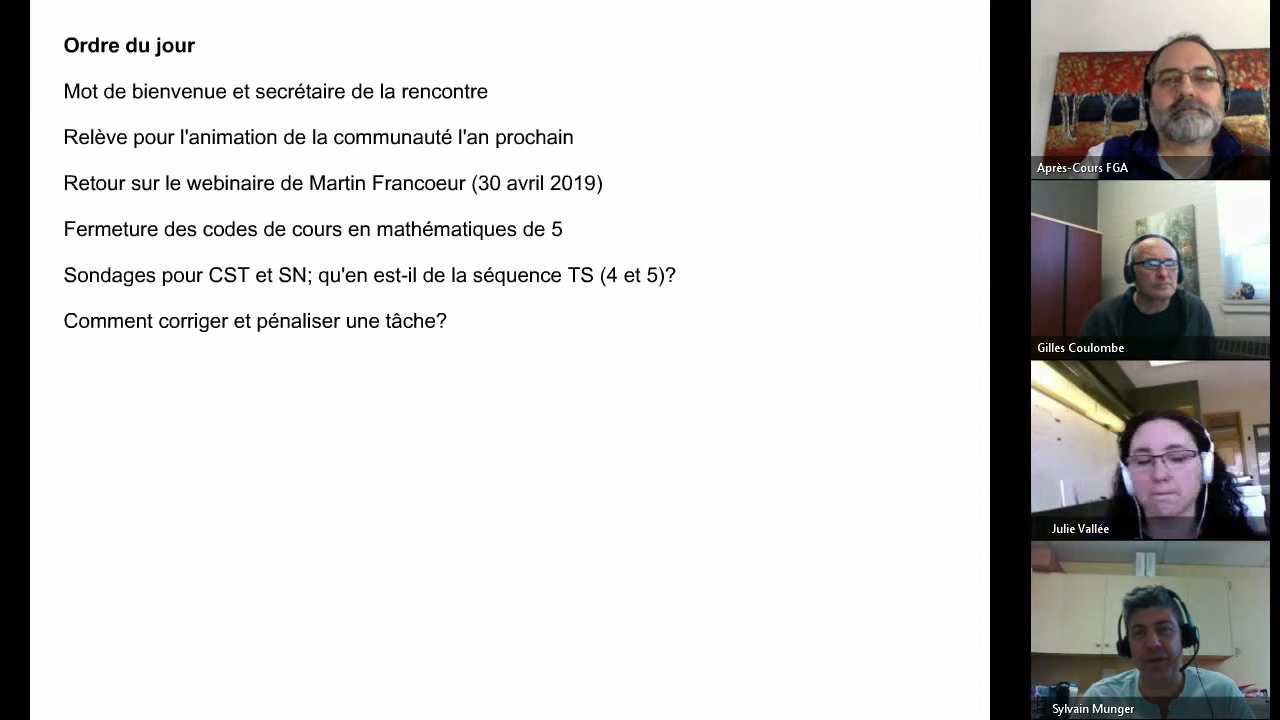 Ordre du jour
Mot de bienvenue et secrétaire de la rencontre
Relève pour l'animation de la communauté l'an prochain
Retour sur le webinaire de Martin Francoeur (30 avril 2019)
Fermeture des codes de cours en mathématiques de 5
Sondages pour CST et SN; qu'en est-il de la séquence TS (4 et 5)?
Comment corriger et pénaliser une tâche?
Après-Cours FGA
Gilles Coulombe
Julie Vallée
Sylvain Munger